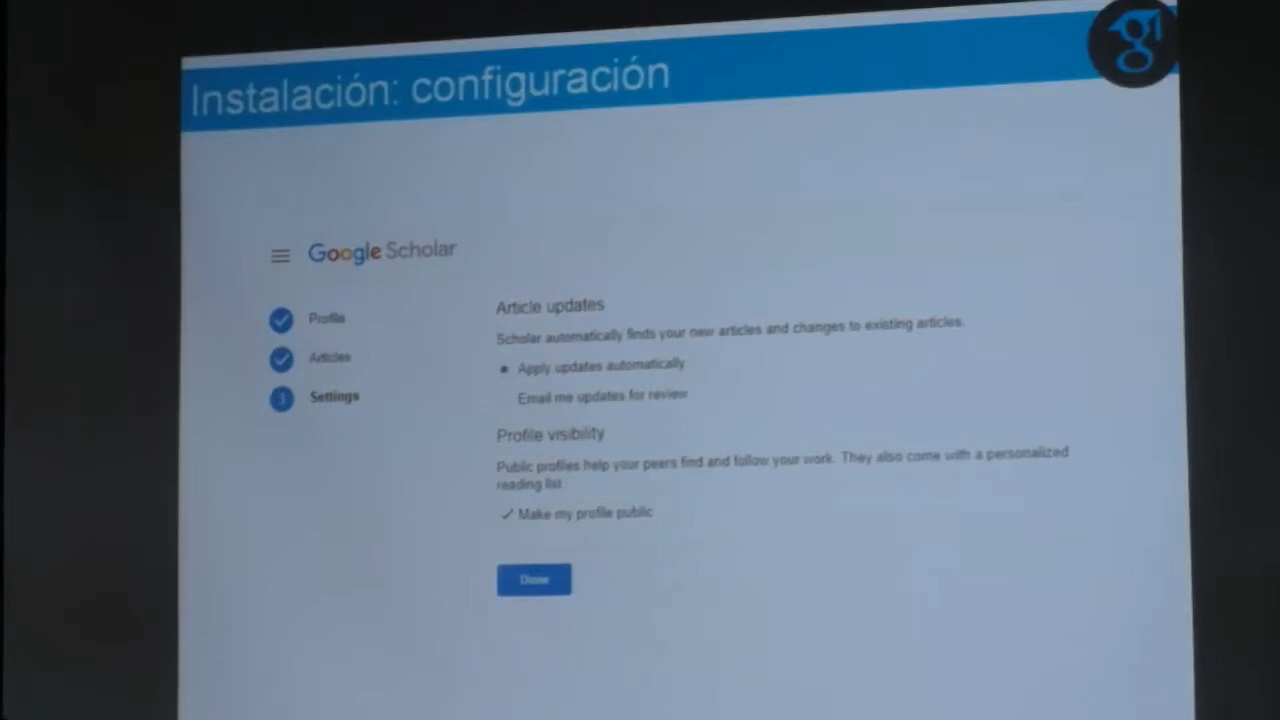 Instalación: configuración
Google Scholar
Profile
Articles
3 Settings
Article updates
Scholar automatically finds your new articles and changes to existing articles.
Apply updates automatically
Email me updates for review
Profile visibility
Public profiles help your peers find and follow your work. They also come with a personalized
reading list.
Make my profile public
Done